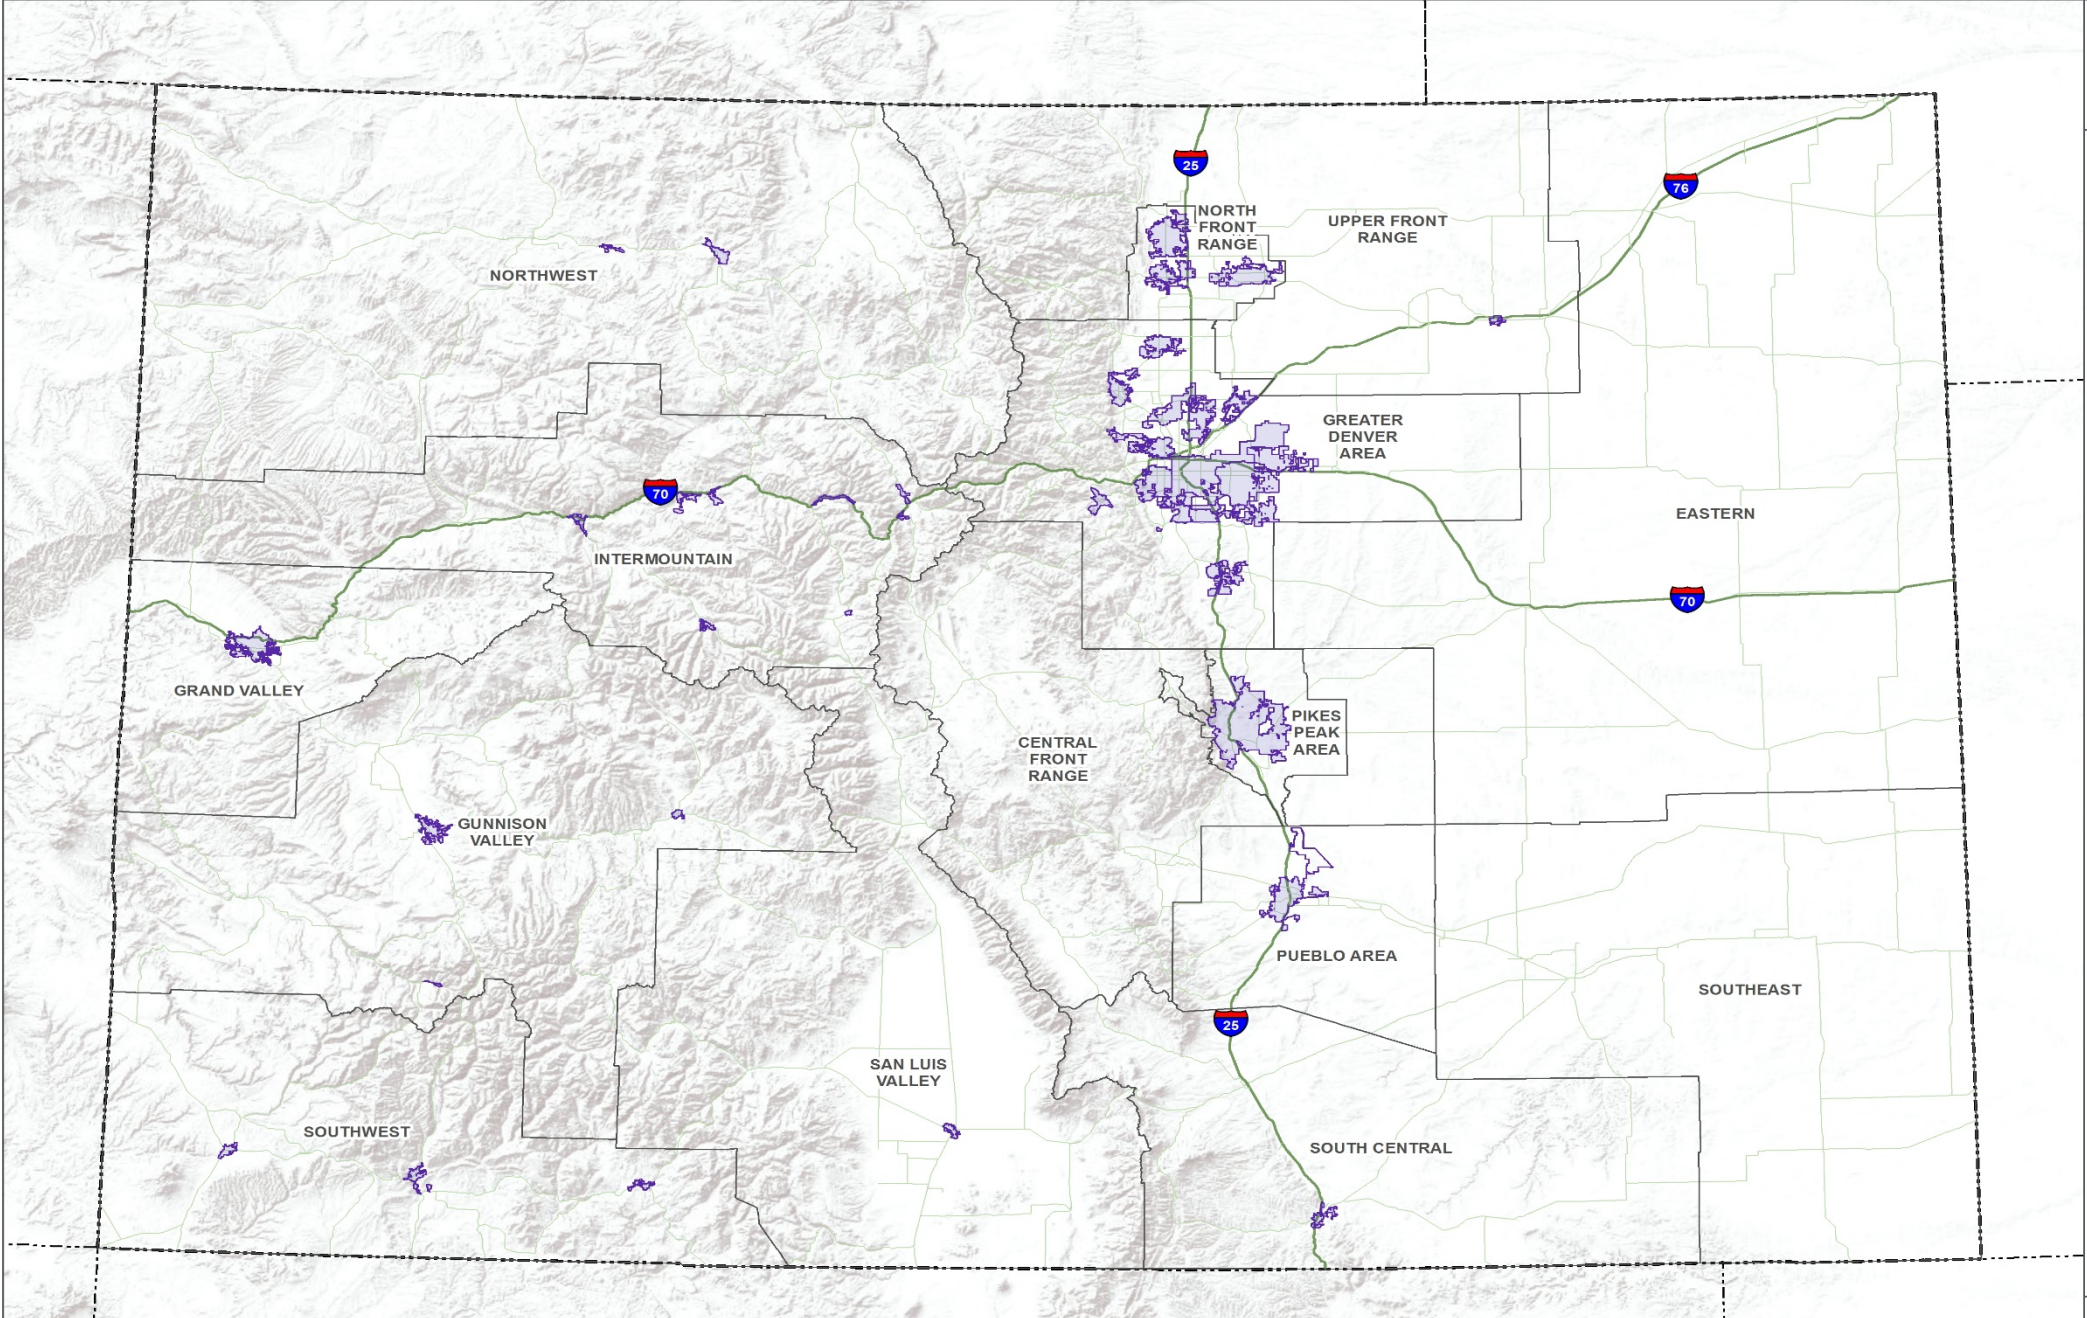 25
76
NORTH
FRONT
RANGE
UPPER FRONT
RANGE
NORTHWEST
GREATER
DENVER
AREA
70
EASTERN
INTERMOUNTAIN
70
GRAND VALLEY
PIKES
PEAK
AREA
CENTRAL
FRONT
RANGE
GUNNISON
VALLEY
PUEBLO AREA
SOUTHEAST
25
SAN LUIS
VALLEY
SOUTHWEST
SOUTH CENTRAL